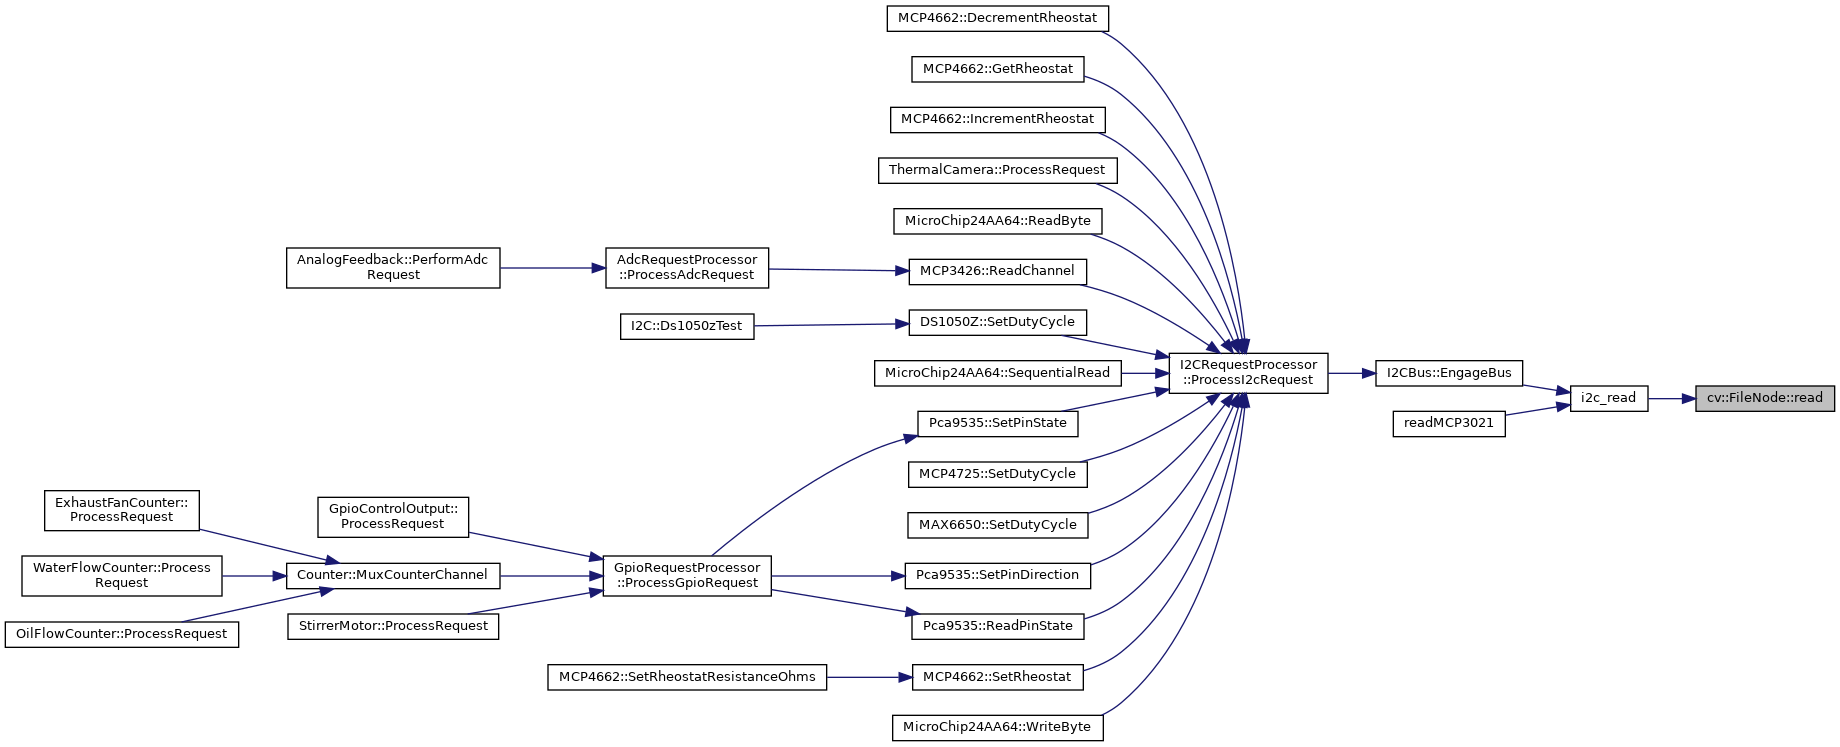 MCP4662::DecrementRheostat
MCP4662::GetRheostat
MCP4662::IncrementRheostat
ThermalCamera::ProcessRequest
MicroChip24AA64::ReadByte
AnalogFeedback::PerformAdc
Request
AdcRequestProcessor
::ProcessAdcRequest
MCP3426::ReadChannel
I2C::Ds1050zTest
DS1050Z::SetDutyCycle
MicroChip24AA64::SequentialRead
I2CRequestProcessor
::ProcessI2cRequest
I2CBus::EngageBus
i2c_read
cv::FileNode::read
readMCP3021
Pca9535::SetPinState
MCP4725::SetDutyCycle
MAX6650::SetDutyCycle
ExhaustFanCounter::
ProcessRequest
GpioControlOutput::
ProcessRequest
WaterFlowCounter::Process
Request
Counter::MuxCounterChannel
GpioRequestProcessor
::ProcessGpioRequest
Pca9535::SetPinDirection
OilFlowCounter::ProcessRequest
StirrerMotor::ProcessRequest
Pca9535::ReadPinState
MCP4662::SetRheostatResistanceOhms
MCP4662::SetRheostat
MicroChip24AA64::WriteByte